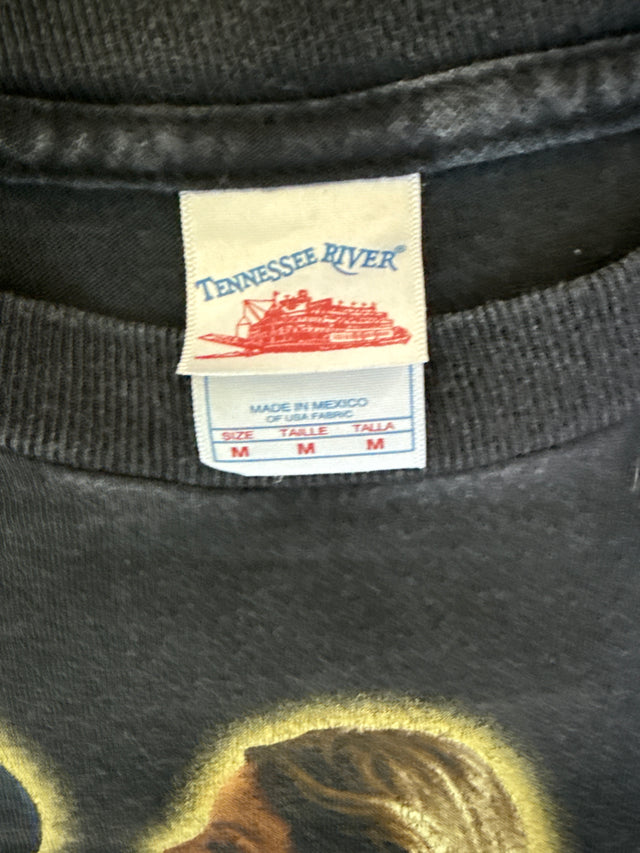 TENNESSEE RIVER®
MADE IN MEXICO
OF USA FABRIC
SIZE TAILLE TALLA
M M M